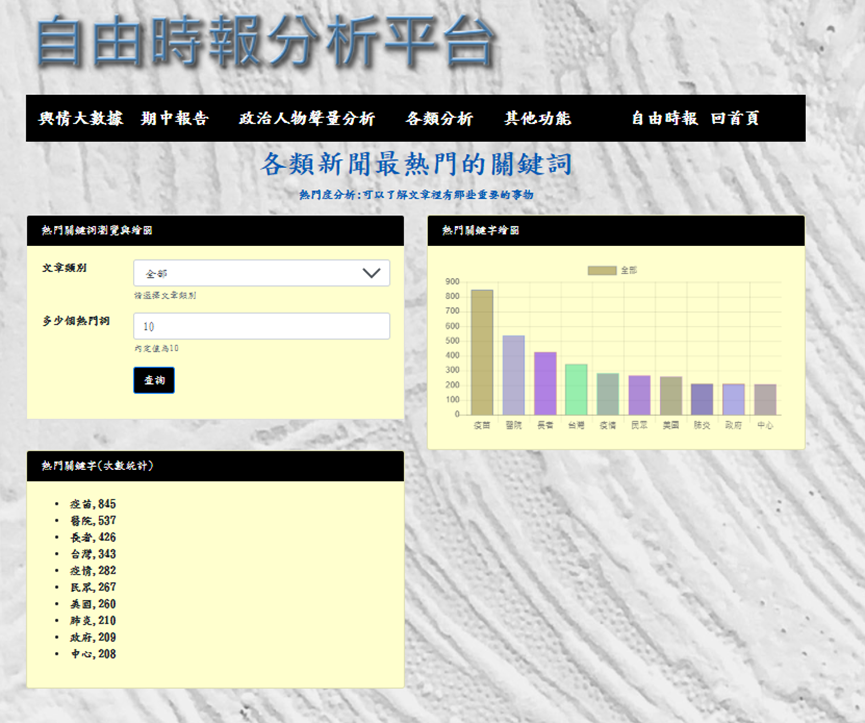 自由時報分析平台
輿情大數據 期中報告 政治人物聲量分析 各類分析 其他功能 自由時報 回首頁
各類新聞最熱門的關鍵詞
熱門度分析:可以了解文章裡有那些重要的事物
熱門關鍵詞瀏覽與繪圖
文章類別
全部
請選擇文章類別
多少個熱門詞
10
內定值為10
查詢
熱門關鍵字(次數統計)
疫苗,845
醫院,537
長者,426
台灣,343
疫情,282
民眾,267
美國,260
肺炎,210
政府,209
中心,208
熱門關鍵字繪圖
全部
900
800
700
600
500
400
300
200
100
0
疫苗 醫院 長者 台灣 疫情 民眾 美國 肺炎 政府 中心